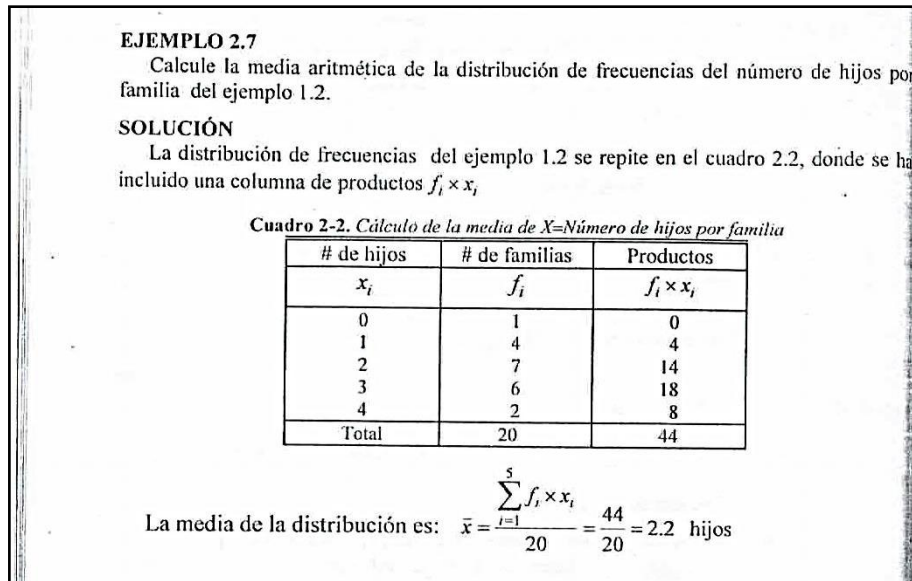 EJEMPLO 2.7
Calcule la media aritmética de la distribución de frecuencias del número de hijos por
familia del ejemplo 1.2.
SOLUCIÓN
La distribución de frecuencias del ejemplo 1.2 se repite en el cuadro 2.2, donde se ha
incluido una columna de productos f_i × x_i
Cuadro 2-2. Cálculo de la media de X=Número de hijos por familia
# de hijos # de familias Productos
x_i f_i f_i × x_i
0 1 0
1 4 4
2 7 14
3 6 18
4 2 8
Total 20 44
La media de la distribución es: x̄ = \frac{\sum_{i=1}^{5} f_i × x_i}{20} = \frac{44}{20} = 2.2 hijos